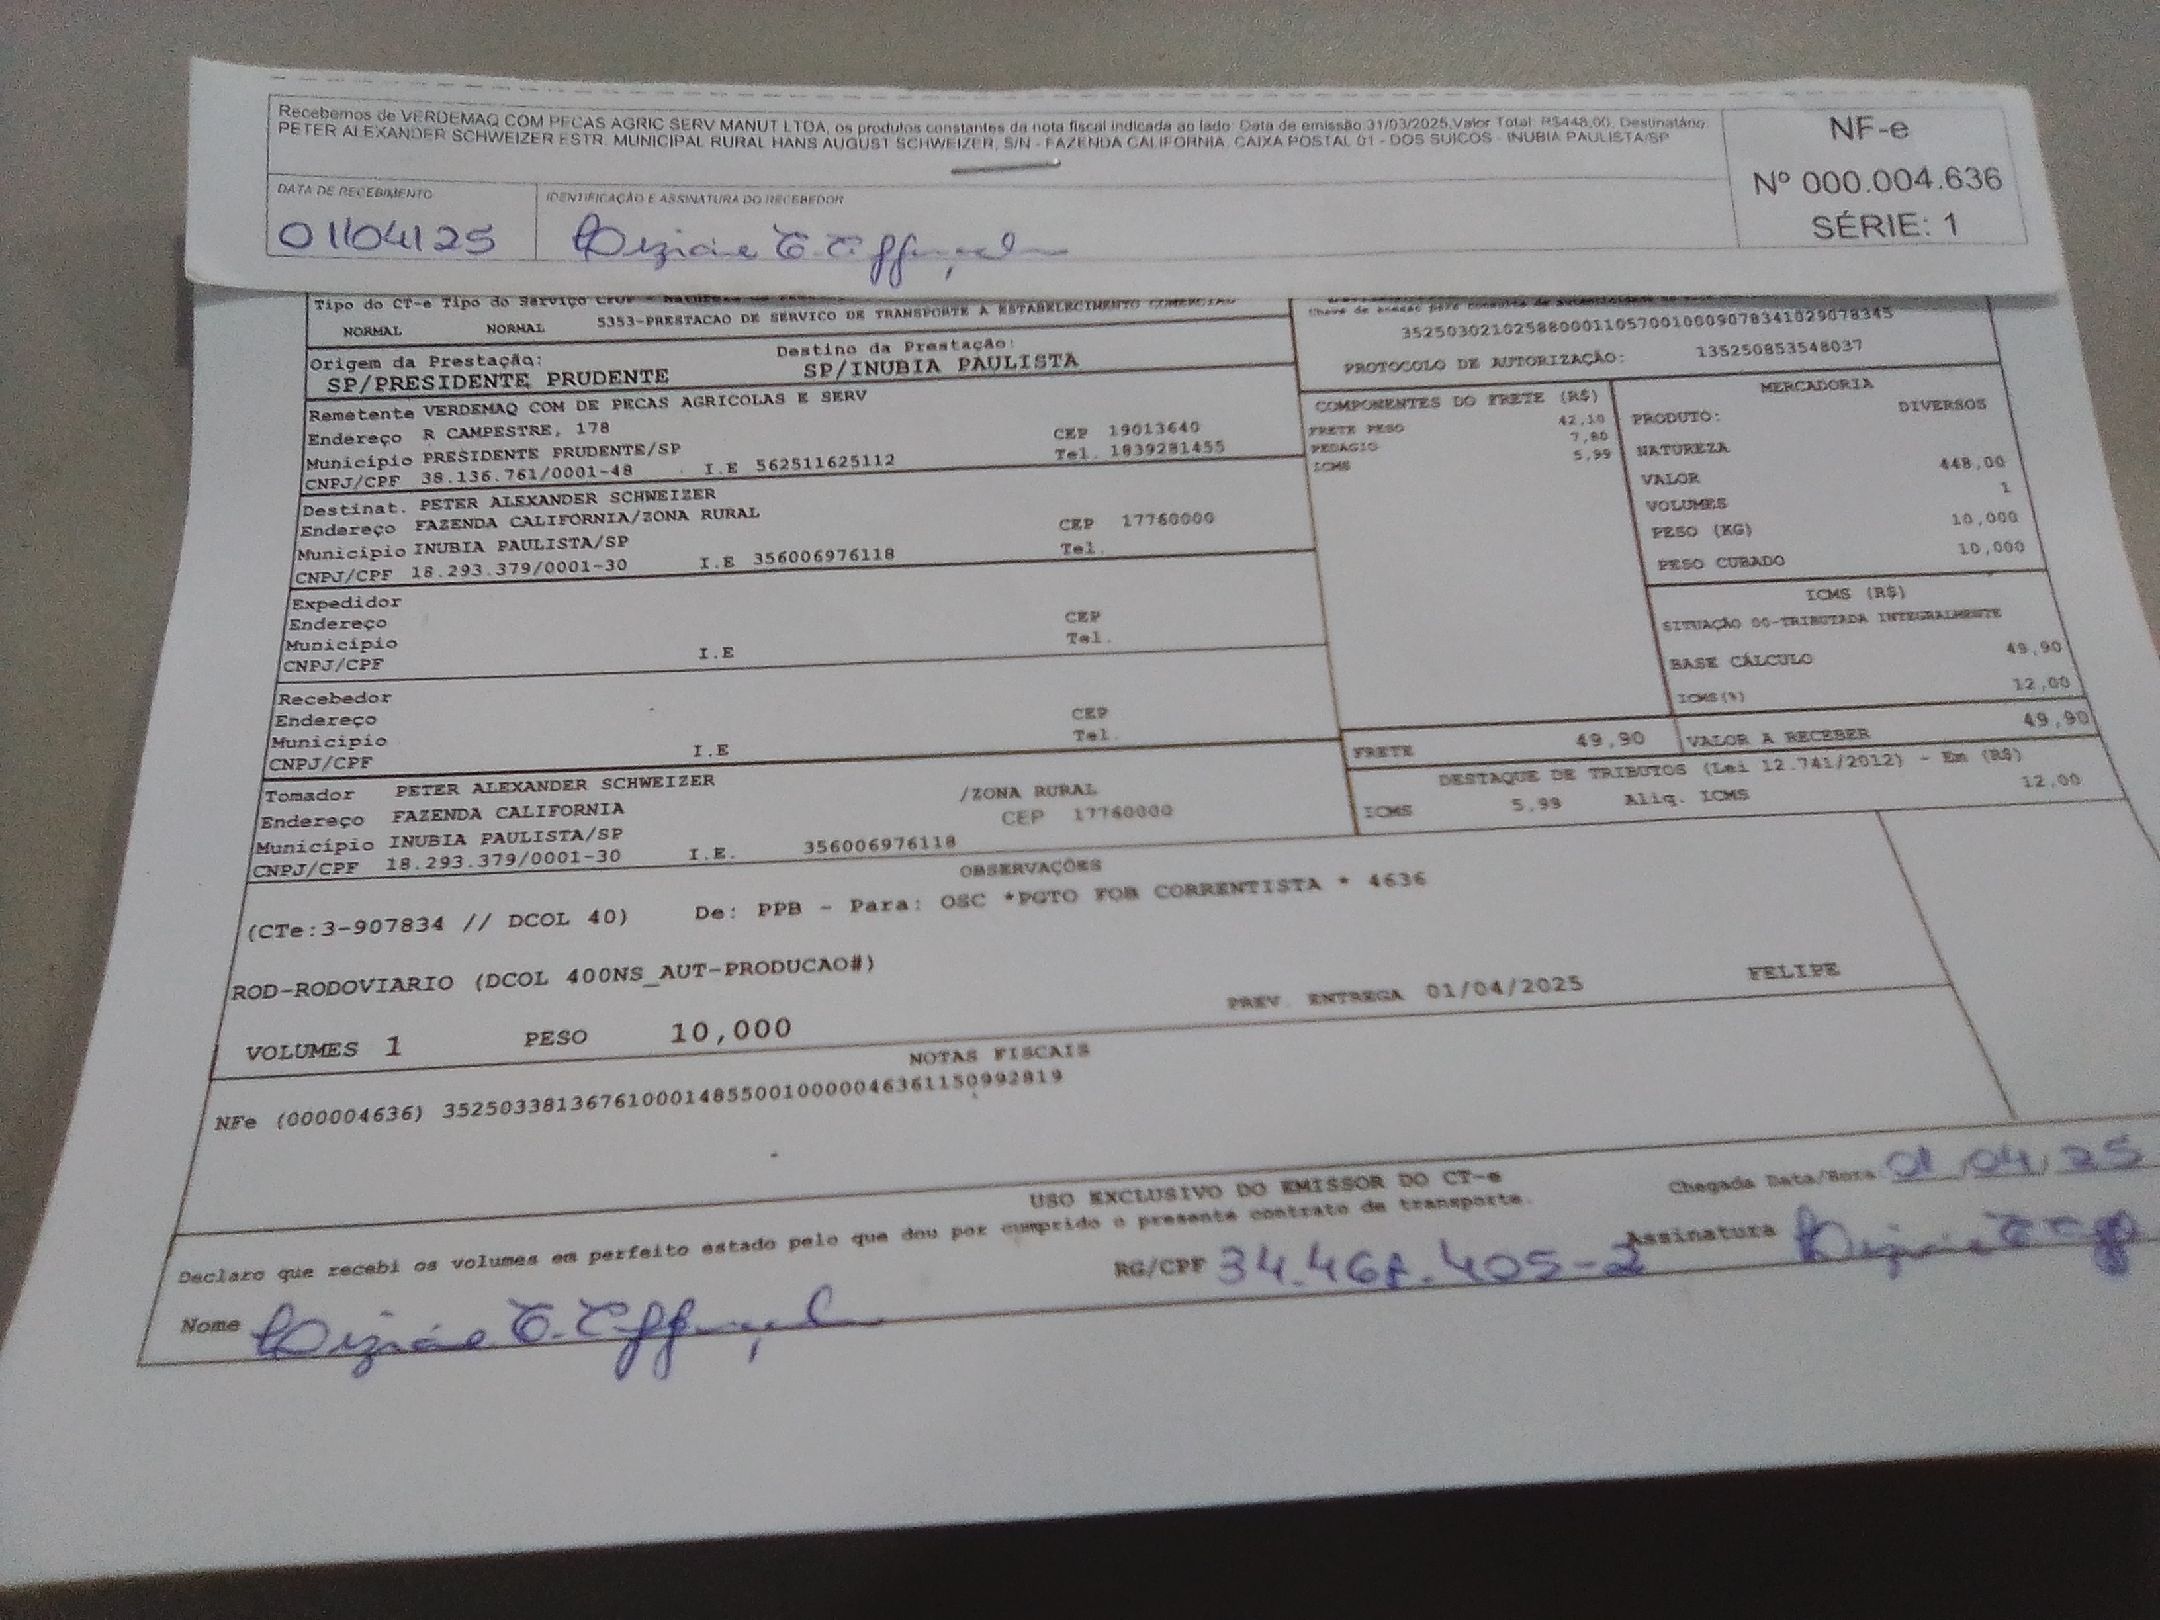 Recebemos de VERDEMAQ COM PECAS AGRIC SERV MANUT LTDA, os produtos constantes da nota fiscal indicada ao lado. Data de emissão:31/03/2025,Valor Total: R$448,00, Destinatário:
PETER ALEXANDER SCHWEIZER ESTR. MUNICIPAL RURAL HANS AUGUST SCHWEIZER, S/N - FAZENDA CALIFORNIA, CAIXA POSTAL 01 - DOS SUICOS - INUBIA PAULISTA/SP
NF-e
Nº 000.004.636
SÉRIE: 1
DATA DE RECEBIMENTO
IDENTIFICAÇÃO E ASSINATURA DO RECEBEDOR
01/04/25
Tipo do CT-e Tipo do Serviço CFOP -
NORMAL NORMAL 5353-PRESTACAO DE SERVICO DE TRANSPORTE A ESTABELECIMENTO COMERCIAL
Origem da Prestação: Destino da Prestação:
SP/PRESIDENTE PRUDENTE SP/INUBIA PAULISTA
Remetente VERDEMAQ COM DE PECAS AGRICOLAS E SERV
Endereço R CAMPESTRE, 178 CEP 19013640
Município PRESIDENTE PRUDENTE/SP Tel. 1839281455
CNPJ/CPF 38.136.761/0001-48 I.E 562511625112
Destinat. PETER ALEXANDER SCHWEIZER
Endereço FAZENDA CALIFORNIA/ZONA RURAL CEP 17760000
Município INUBIA PAULISTA/SP Tel.
CNPJ/CPF 18.293.379/0001-30 I.E 356006976118
Expedidor
Endereço CEP
Município Tel.
CNPJ/CPF I.E
Recebedor
Endereço CEP
Município Tel.
CNPJ/CPF I.E
Tomador PETER ALEXANDER SCHWEIZER
Endereço FAZENDA CALIFORNIA /ZONA RURAL
Município INUBIA PAULISTA/SP CEP 17760000
CNPJ/CPF 18.293.379/0001-30 I.E. 356006976118
35250302102588000110570010009078341029078345
PROTOCOLO DE AUTORIZAÇÃO: 135250853548037
COMPONENTES DO FRETE (R$)
FRETE PESO 42,10
PEDAGIO 7,80
ICMS 5,99
MERCADORIA
PRODUTO: DIVERSOS
NATUREZA
VALOR 448,00
VOLUMES 1
PESO (KG) 10,000
PESO CUBADO 10,000
ICMS (R$)
SITUAÇÃO 00-TRIBUTADA INTEGRALMENTE
BASE CÁLCULO 49,90
ICMS(%) 12,00
FRETE 49,90 VALOR A RECEBER 49,90
DESTAQUE DE TRIBUTOS (Lei 12.741/2012) - Em (R$)
ICMS 5,99 Aliq. ICMS 12,00
OBSERVAÇÕES
(CTe:3-907834 // DCOL 40) De: PPB - Para: OSC *PGTO FOB CORRENTISTA * 4636
ROD-RODOVIARIO (DCOL 400NS_AUT-PRODUCAO#)
PREV. ENTREGA 01/04/2025 FELIPE
VOLUMES 1 PESO 10,000
NOTAS FISCAIS
NFe (000004636) 35250338136761000148550010000046361150992819
USO EXCLUSIVO DO EMISSOR DO CT-e
Declaro que recebi os volumes em perfeito estado pelo que dou por cumprido o presente contrato de transporte.
Chegada Data/Hora 01/04/25
Nome RG/CPF Assinatura